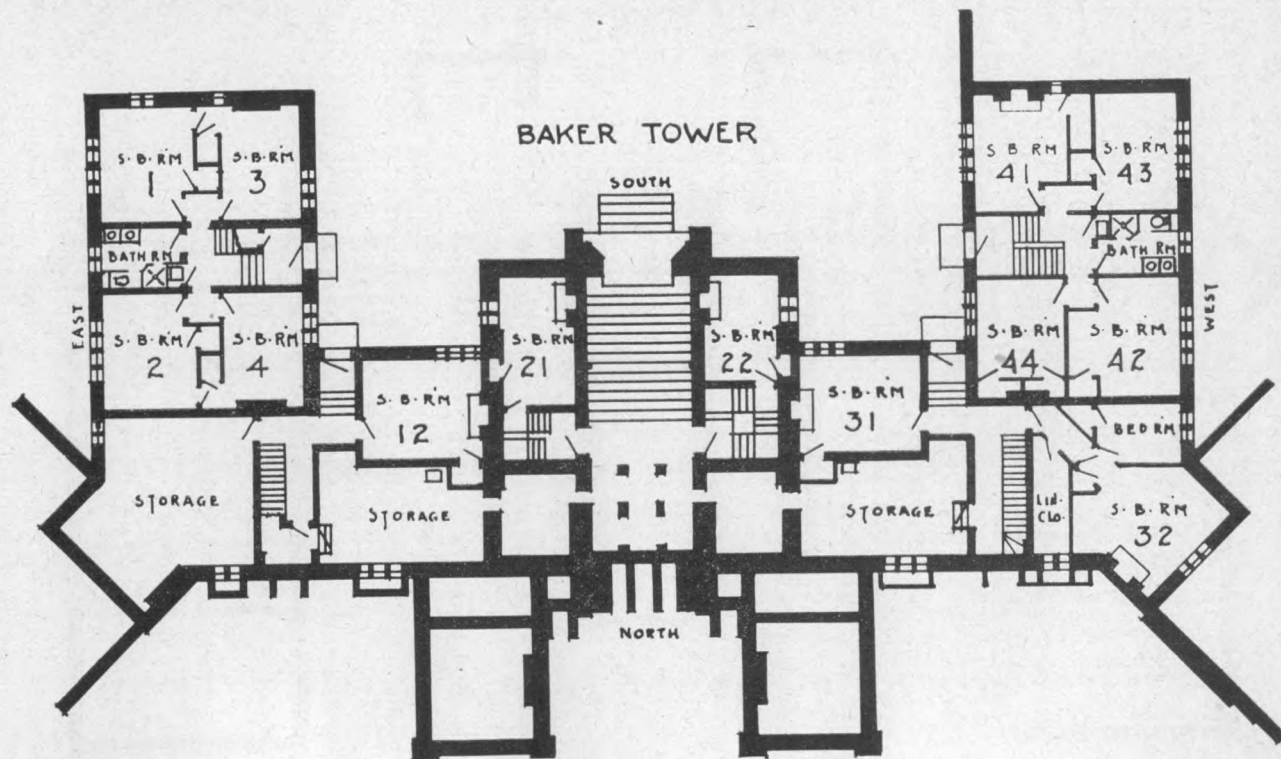 BAKER TOWER
SOUTH
S. B. RM
1
S. B. RM
3
BATH RM
EAST
S. B. RM
2
S. B. RM
4
S. B. RM
12
STORAGE
STORAGE
S. B. RM
21
S. B. RM
22
S. B. RM
31
STORAGE
S B RM
41
S. B. RM
43
BATH RM
WEST
S. B. RM
44
S. B. RM
42
BED RM
LIN.
CLO.
S. B. RM
32
NORTH